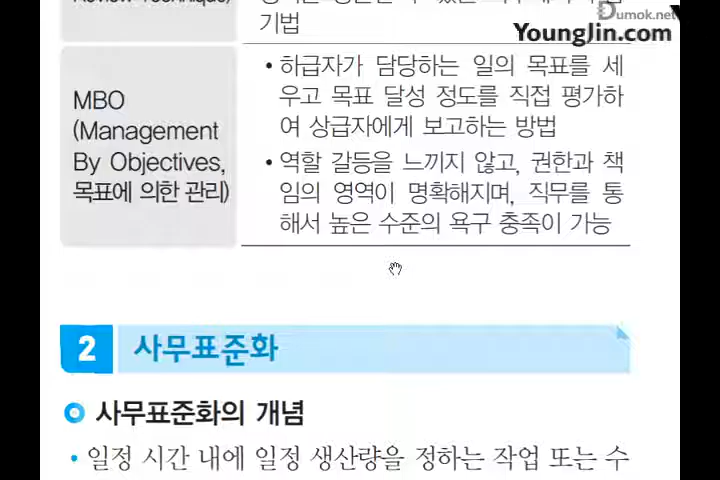 Dumok.net
YoungJin.com
기법
MBO
(Management
By Objectives,
목표에 의한 관리)
• 하급자가 담당하는 일의 목표를 세
우고 목표 달성 정도를 직접 평가하
여 상급자에게 보고하는 방법
• 역할 갈등을 느끼지 않고, 권한과 책
임의 영역이 명확해지며, 직무를 통
해서 높은 수준의 욕구 충족이 가능
2 사무표준화
사무표준화의 개념
• 일정 시간 내에 일정 생산량을 정하는 작업 또는 수